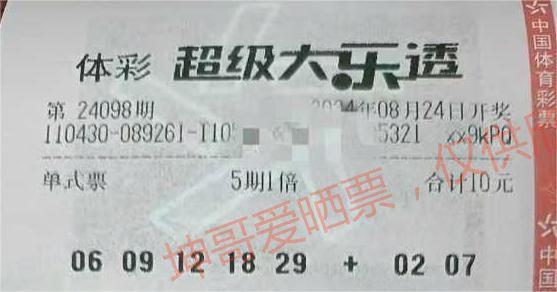 体彩 超级大乐透
第 24098期 2024年08月24日开奖
110430-089261-110 5321 9kPQ
单式票 5期1倍 合计10元
06 09 12 18 29 + 02 07
坤哥爱晒票，仅供
中国体育彩票
中国